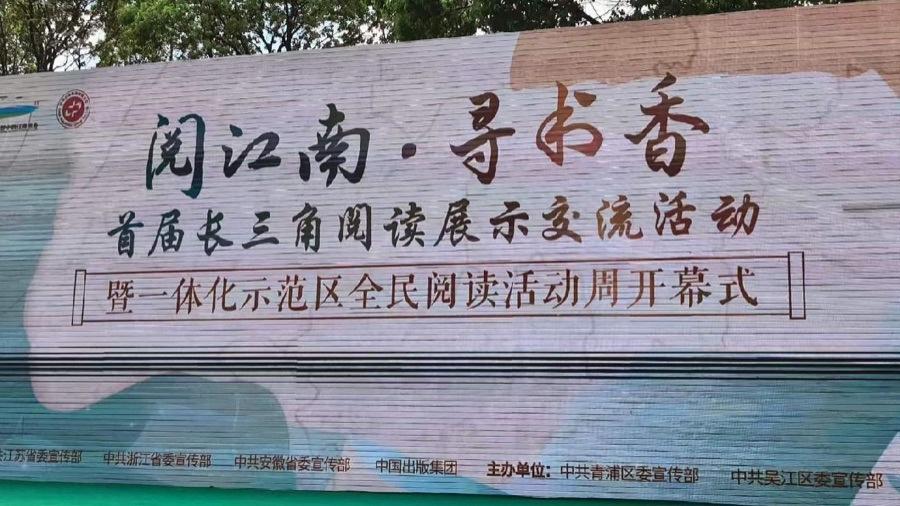 阅江南·寻书香
首届长三角阅读展示交流活动
暨一体化示范区全民阅读活动周开幕式
共江苏省委宣传部 中共浙江省委宣传部 中共安徽省委宣传部 中国出版集团 主办单位：中共青浦区委宣传部 中共吴江区委宣传部